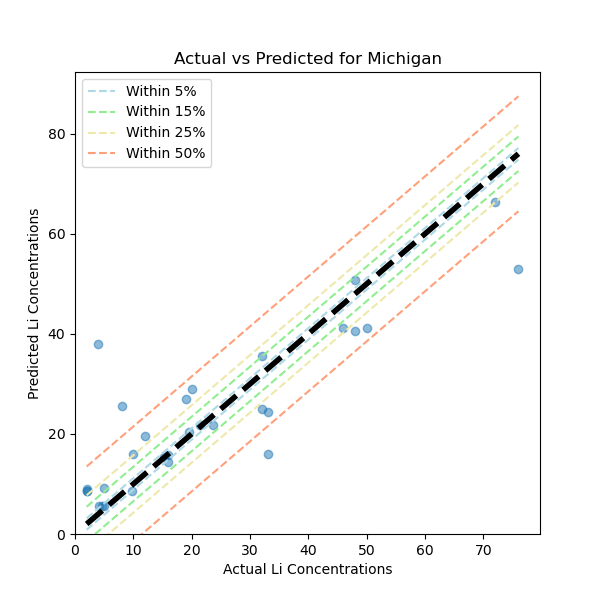 Actual vs Predicted for Michigan
Within 5%
Within 15%
Within 25%
Within 50%
Predicted Li Concentrations
80
60
40
20
0
0 10 20 30 40 50 60 70
Actual Li Concentrations